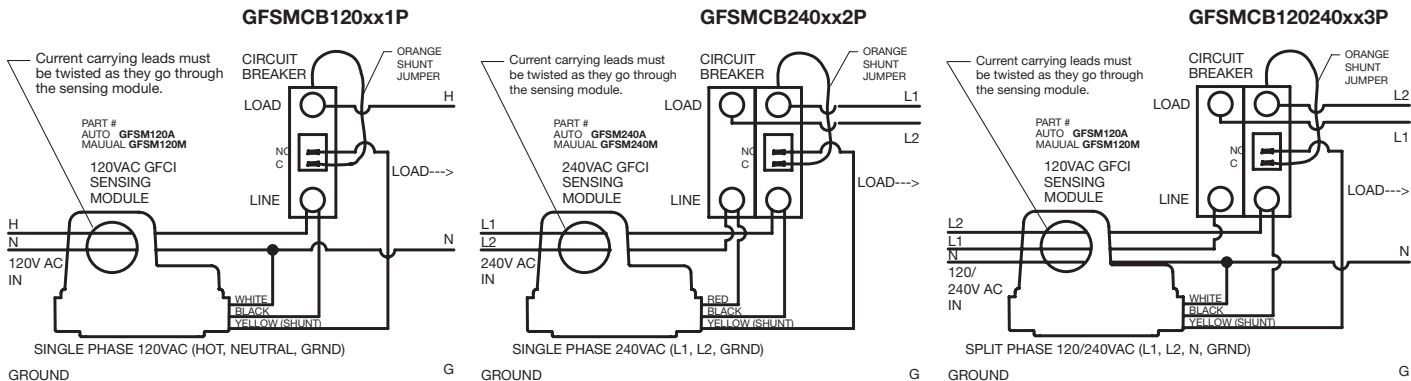 GFSMCB120xx1P
Current carrying leads must
be twisted as they go through
the sensing module.
CIRCUIT
BREAKER
ORANGE
SHUNT
JUMPER
LOAD
H
PART #
AUTO GFSM120A
MAUUAL GFSM120M
NO
C
120VAC GFCI
SENSING
MODULE
LOAD--->
LINE
H
N
N
120V AC
IN
WHITE
BLACK
YELLOW (SHUNT)
SINGLE PHASE 120VAC (HOT, NEUTRAL, GRND)
GROUND
G
GFSMCB240xx2P
Current carrying leads must
be twisted as they go through
the sensing module.
CIRCUIT
BREAKER
ORANGE
SHUNT
JUMPER
LOAD
L1
L2
PART #
AUTO GFSM240A
MAUUAL GFSM240M
NO
C
240VAC GFCI
SENSING
MODULE
LOAD--->
LINE
L1
L2
240V AC
IN
RED
BLACK
YELLOW (SHUNT)
SINGLE PHASE 240VAC (L1, L2, GRND)
GROUND
G
GFSMCB120240xx3P
Current carrying leads must
be twisted as they go through
the sensing module.
CIRCUIT
BREAKER
ORANGE
SHUNT
JUMPER
LOAD
L2
L1
PART #
AUTO GFSM120A
MAUUAL GFSM120M
NO
C
120VAC GFCI
SENSING
MODULE
LOAD--->
LINE
L2
L1
N
N
120/
240V AC
IN
WHITE
BLACK
YELLOW (SHUNT)
SPLIT PHASE 120/240VAC (L1, L2, N, GRND)
GROUND
G